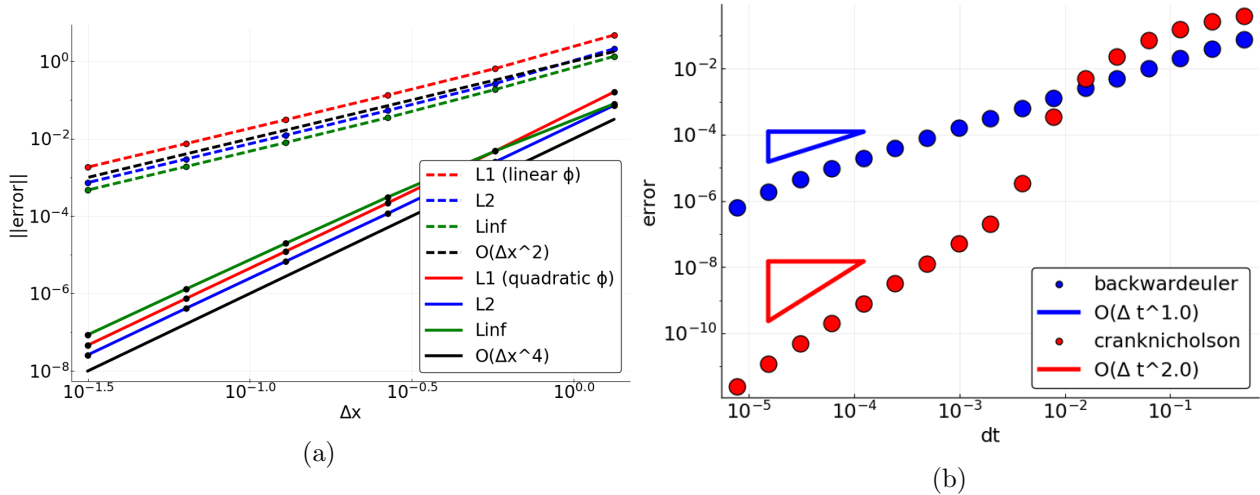 10^0
10^-2
10^-4
10^-6
10^-8
||error||
10^-1.5
10^-1.0
10^-0.5
10^0.0
Δx
L1 (linear ϕ)
L2
Linf
O(Δx^2)
L1 (quadratic ϕ)
L2
Linf
O(Δx^4)
(a)
10^-2
10^-4
10^-6
10^-8
10^-10
error
10^-5
10^-4
10^-3
10^-2
10^-1
dt
backwardeuler
O(Δ t^1.0)
cranknicholson
O(Δ t^2.0)
(b)